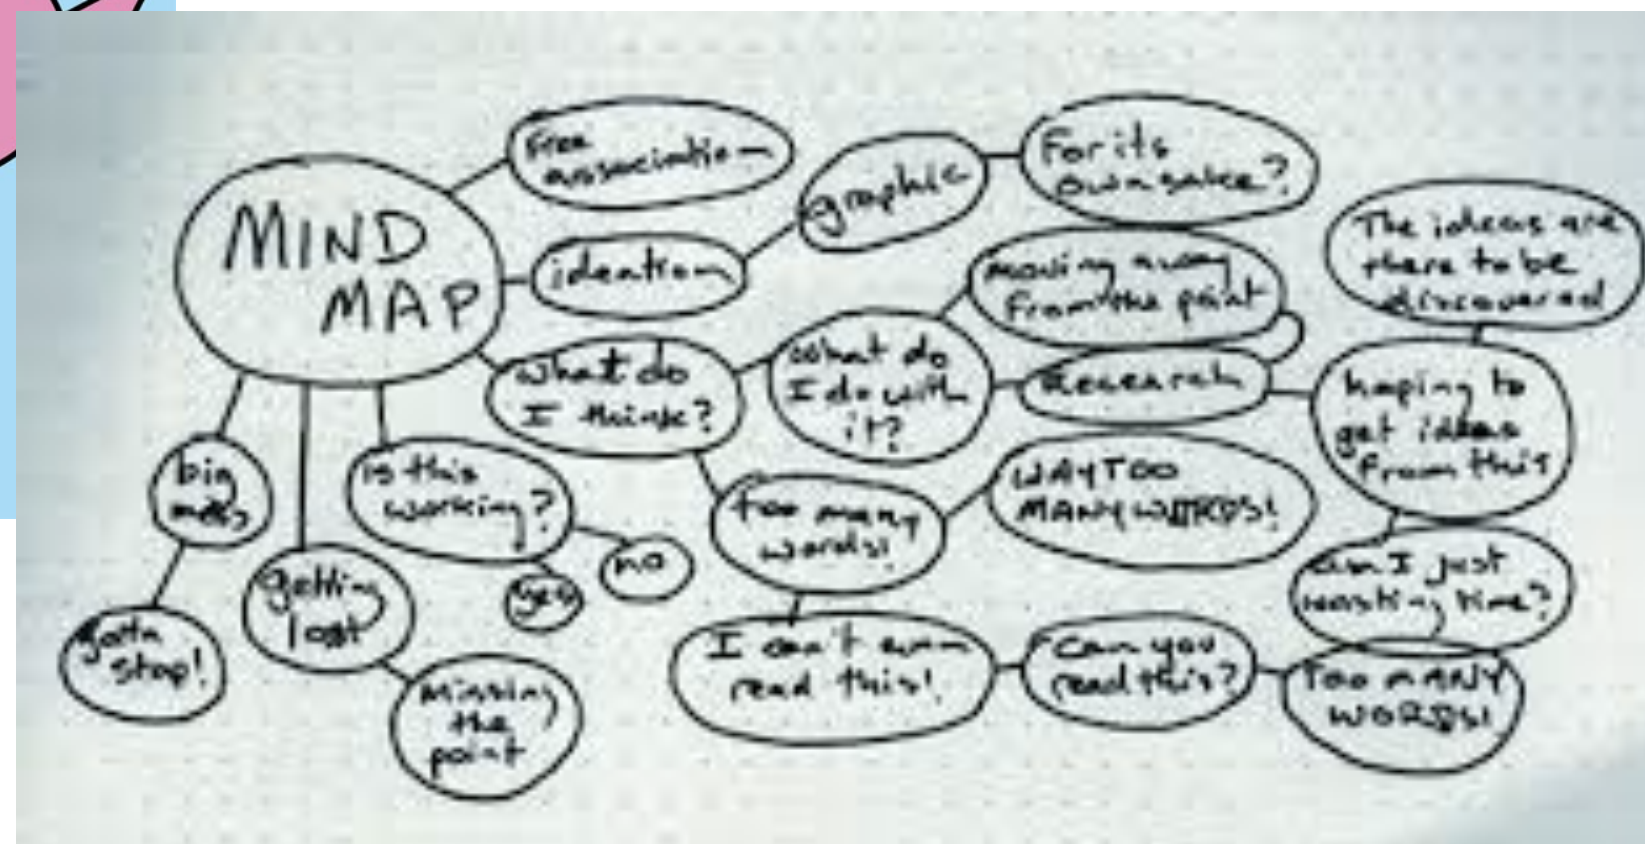 MIND
MAP
Free
association
ideation
graphic
For its
own sake?
What do
I think?
What do
I do with
it?
moving away
from the point
Research
hoping to
get ideas
from this
The ideas are
there to be
discovered
am I just
wasting time?
too many
words!
WAY TOO
MANY WORDS!
I can't even
read this!
Can you
read this?
TOO MANY
WORDS!
is this
working?
yes
no
getting
lost
missing
the
point
big
mess
gotta
stop!